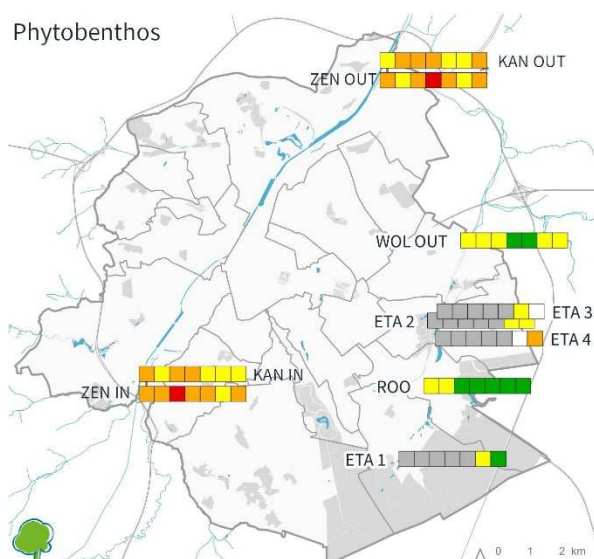 Phytobenthos
KAN OUT
ZEN OUT
WOL OUT
ETA 3
ETA 2
ETA 4
KAN IN
ZEN IN
ROO
ETA 1
0 1 2 km